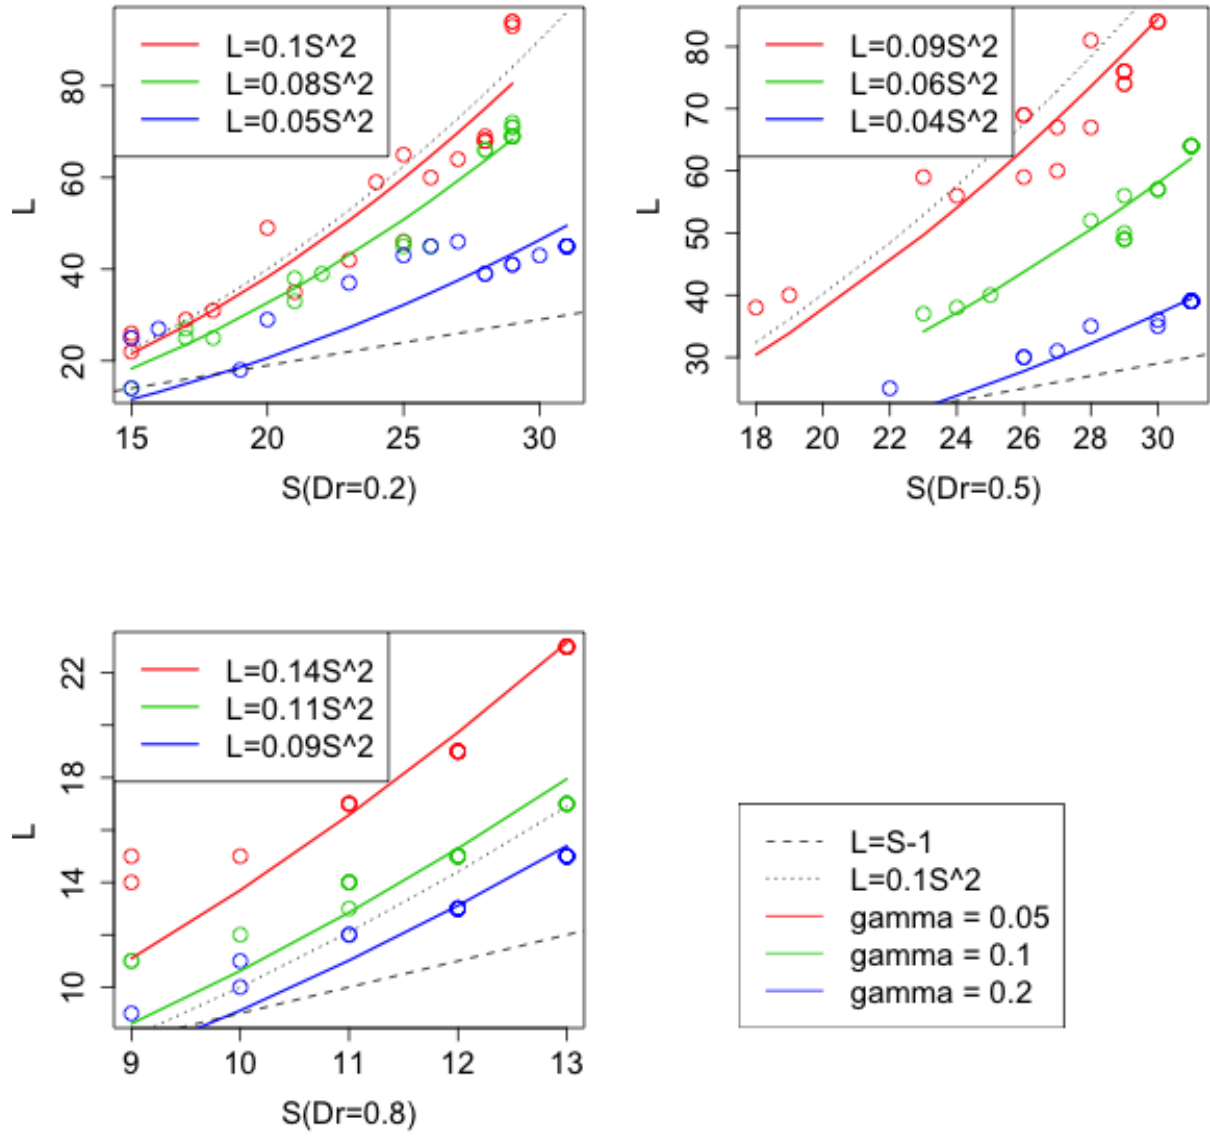 L=0.1S^2
L=0.08S^2
L=0.05S^2
80
60
40
20
L
15 20 25 30
S(Dr=0.2)
L=0.09S^2
L=0.06S^2
L=0.04S^2
80
70
60
50
40
30
L
18 20 22 24 26 28 30
S(Dr=0.5)
L=0.14S^2
L=0.11S^2
L=0.09S^2
22
18
14
10
L
9 10 11 12 13
S(Dr=0.8)
L=S-1
L=0.1S^2
gamma = 0.05
gamma = 0.1
gamma = 0.2